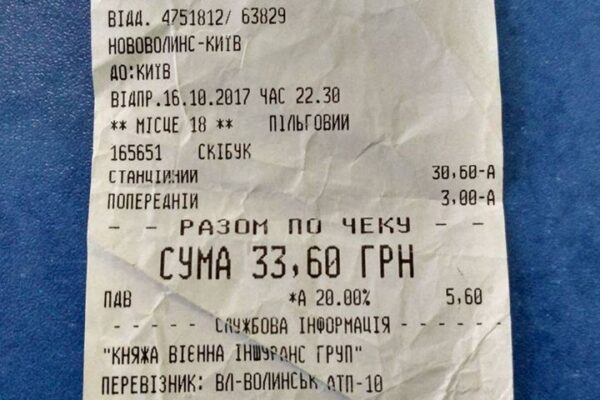 ВІДД. 4751812/ 63829
НОВОВОЛИНС-КИЇВ
ДО:КИЇВ
ВІДПР.16.10.2017 ЧАС 22.30
** МІСЦЕ 18 ** ПІЛЬГОВИЙ
165651 СКІБУК
СТАНЦІЙНИЙ 30,60-А
ПОПЕРЕДНІЙ 3,00-А
- - РАЗОМ ПО ЧЕКУ - -
СУМА 33,60 ГРН
ПДВ *А 20.00% 5,60
- - - - - СЛУЖБОВА ІНФОРМАЦІЯ - - - - - -
"КНЯЖА ВІЄННА ІНШУРАНС ГРУП"
ПЕРЕВІЗНИК: ВЛ-ВОЛИНСЬК АТП-10